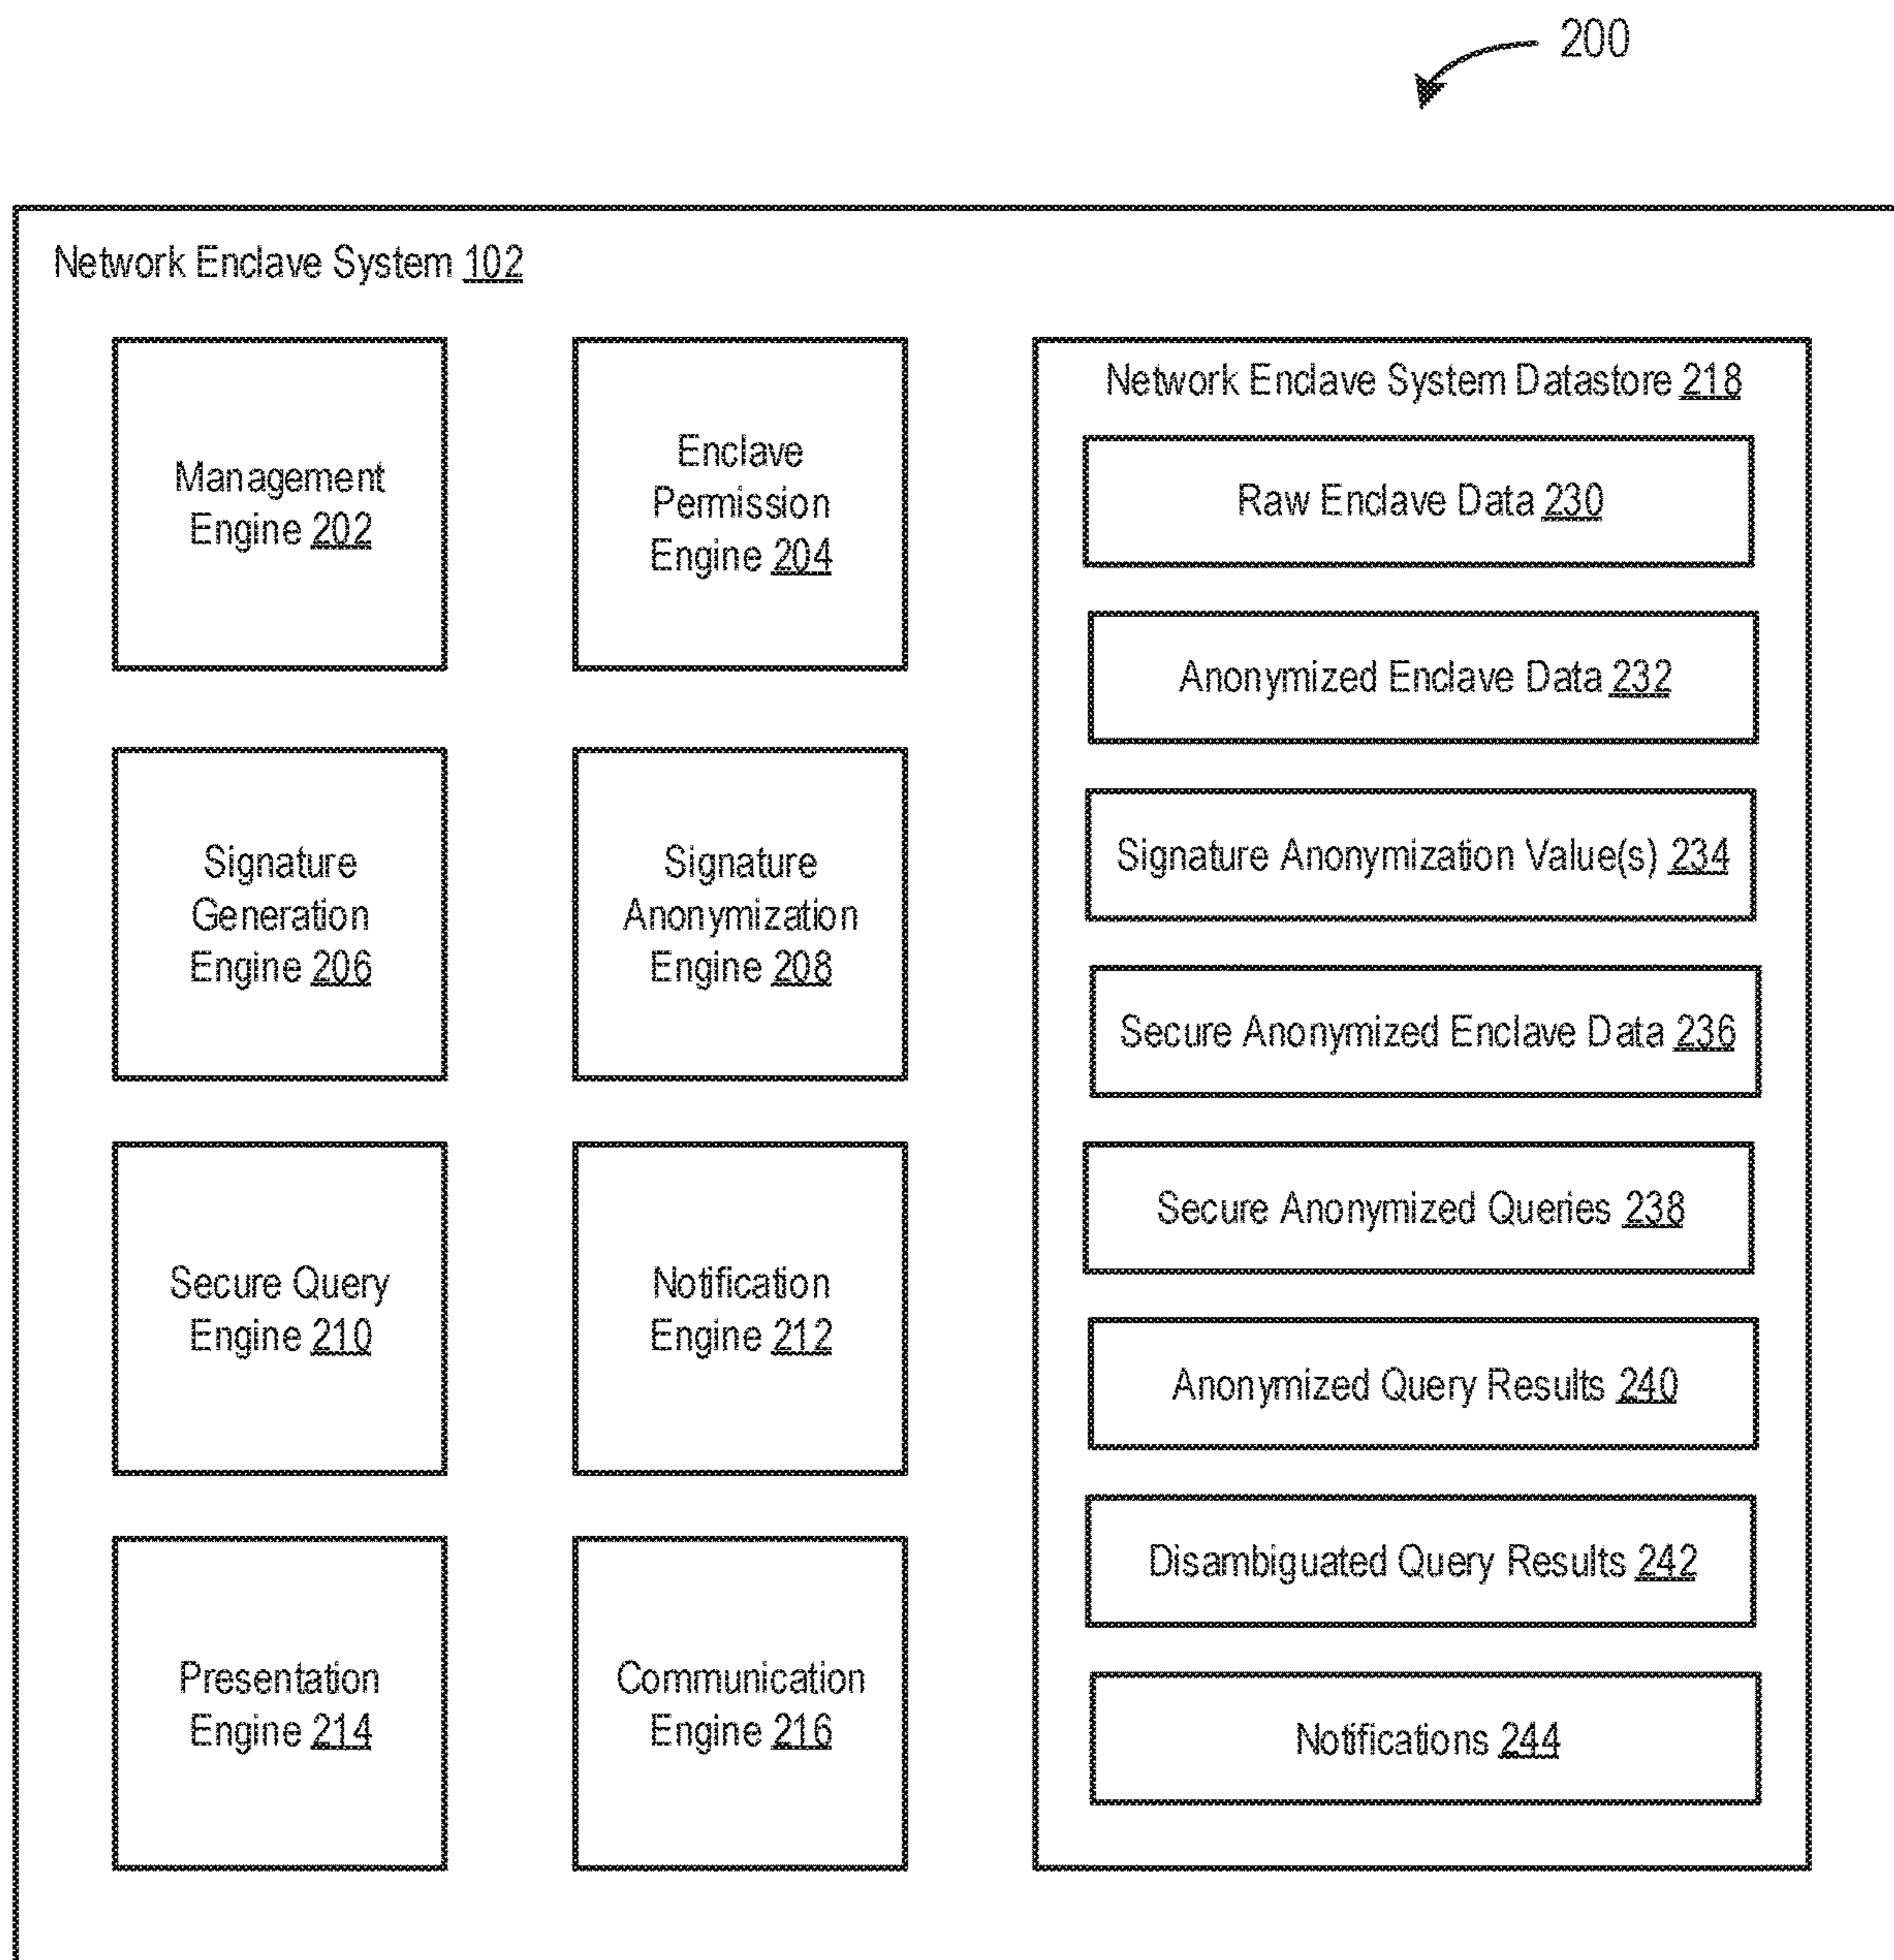 200
Network Enclave System 102
Management
Engine 202
Enclave
Permission
Engine 204
Signature
Generation
Engine 206
Signature
Anonymization
Engine 208
Secure Query
Engine 210
Notification
Engine 212
Presentation
Engine 214
Communication
Engine 216
Network Enclave System Datastore 218
Raw Enclave Data 230
Anonymized Enclave Data 232
Signature Anonymization Value(s) 234
Secure Anonymized Enclave Data 236
Secure Anonymized Queries 238
Anonymized Query Results 240
Disambiguated Query Results 242
Notifications 244